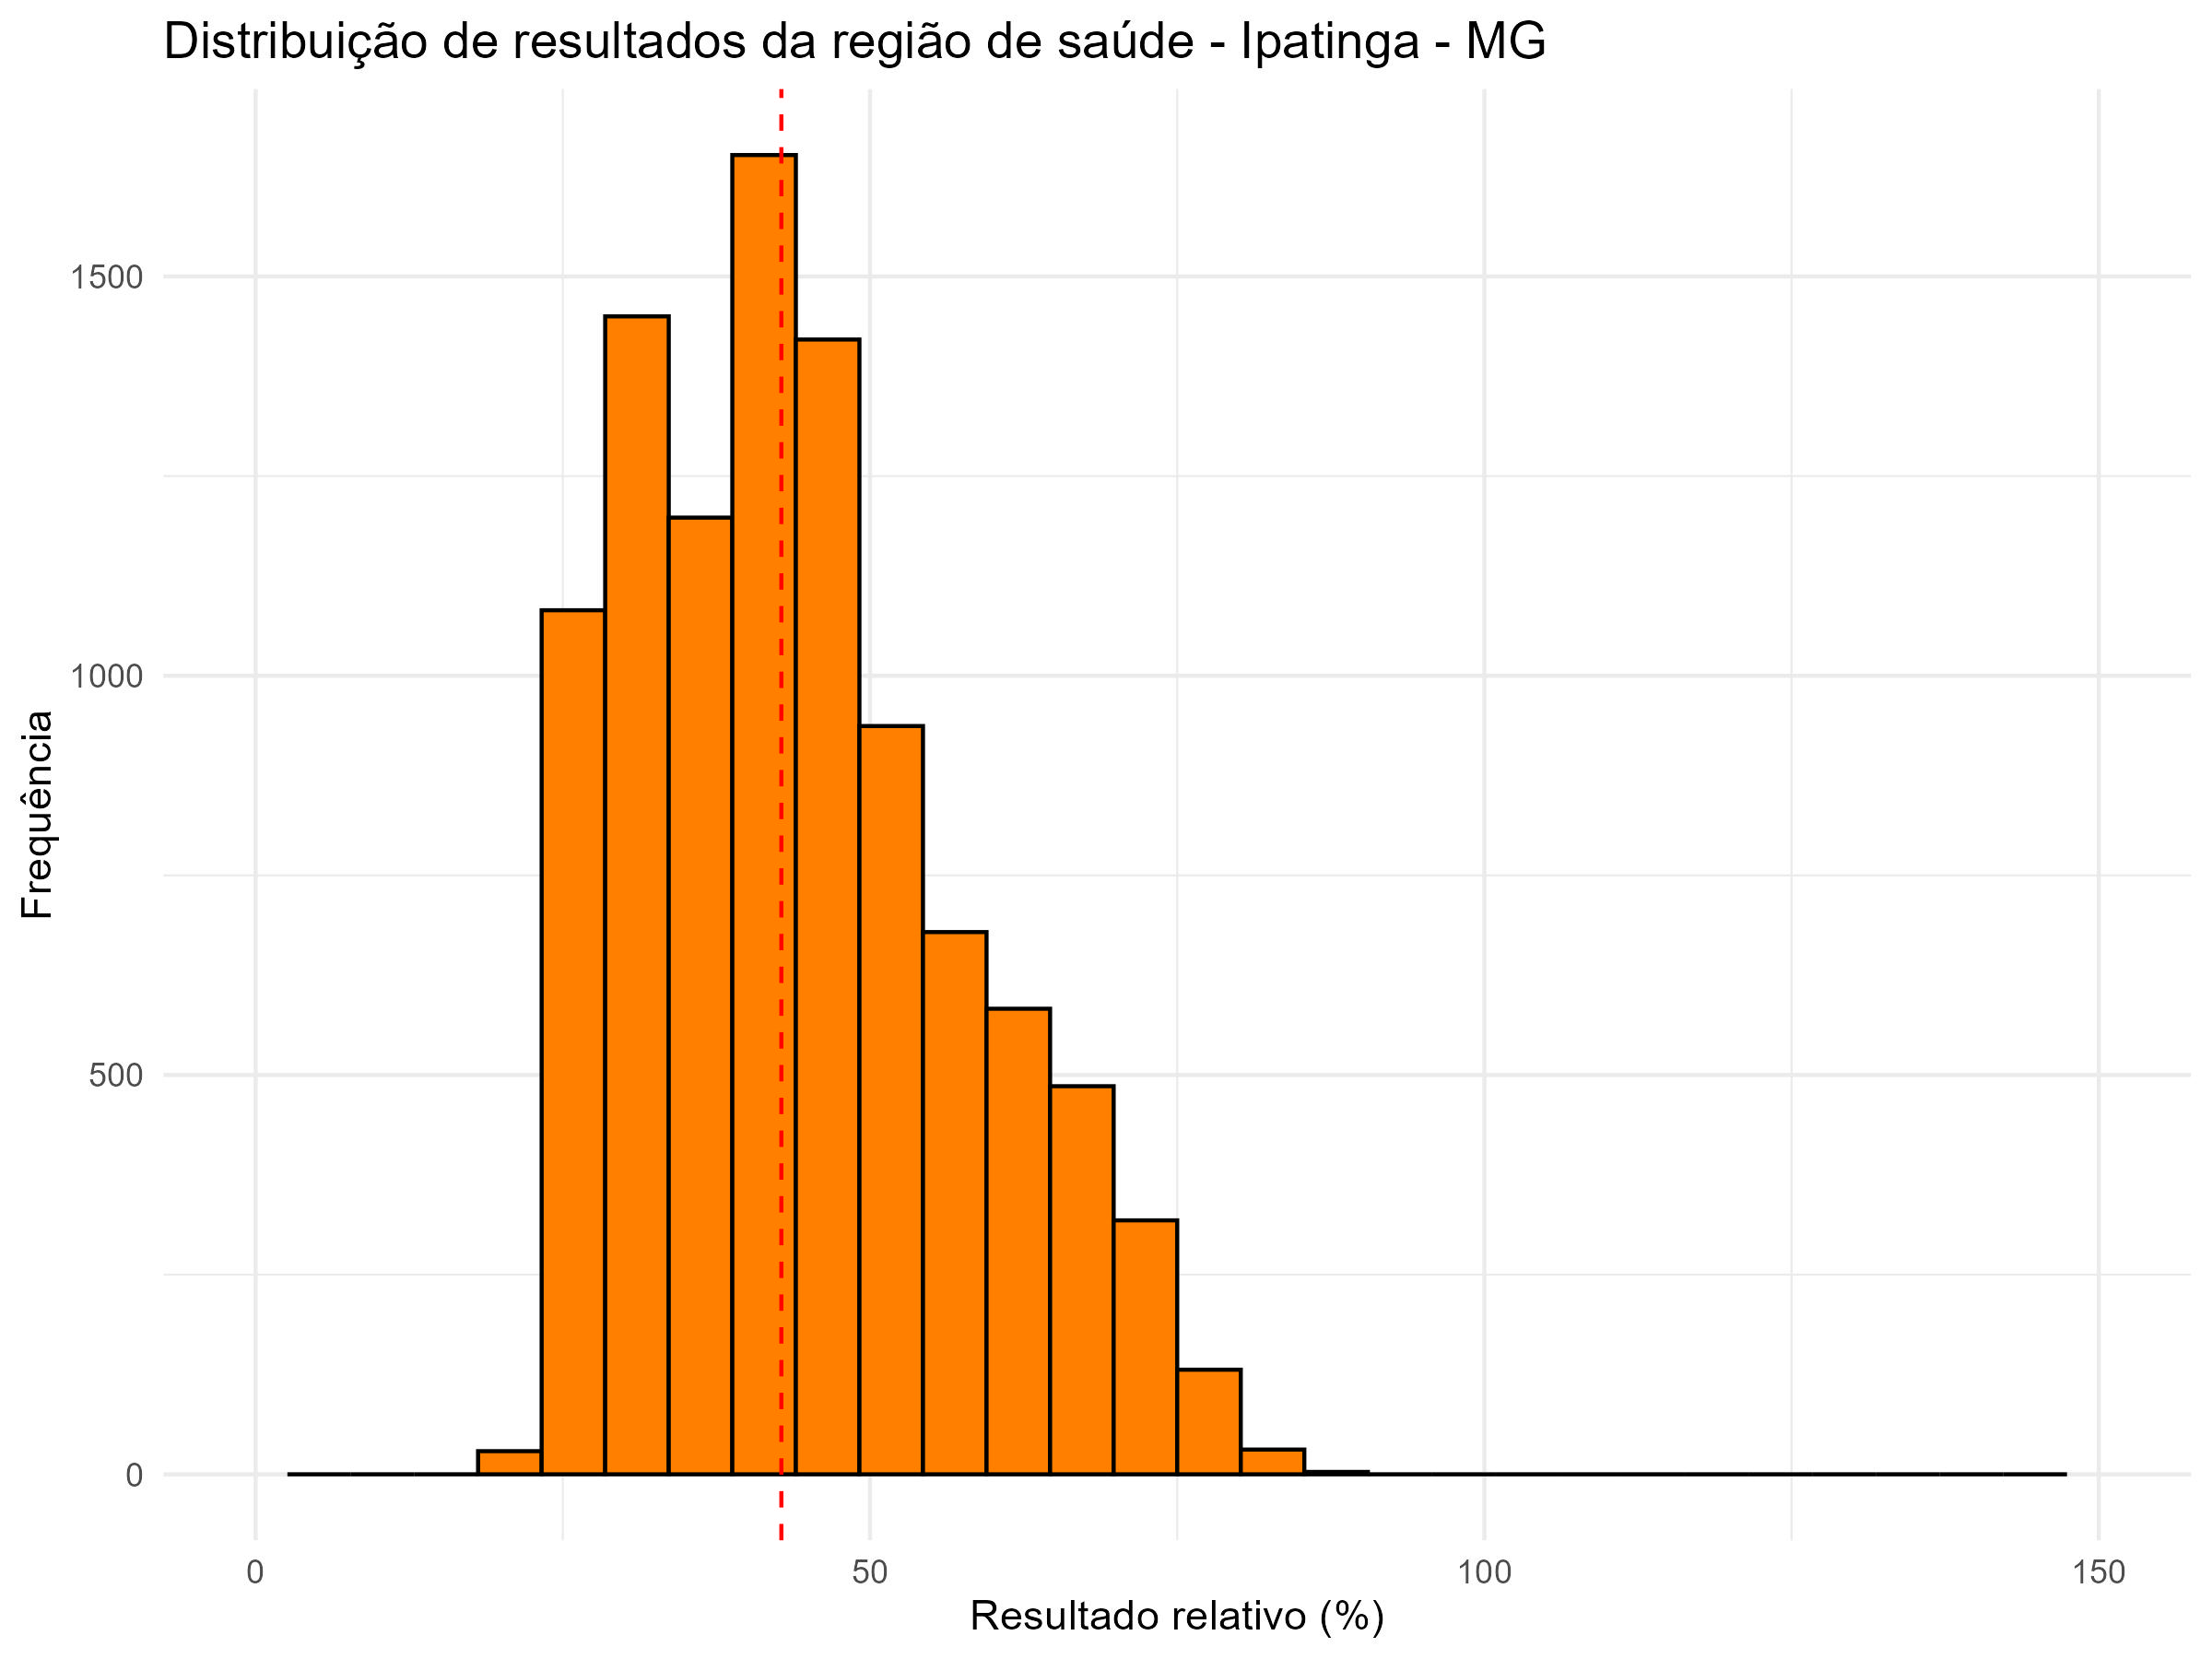 Distribuição de resultados da região de saúde - Ipatinga - MG
Frequência
1500
1000
500
0
0
50
100
150
Resultado relativo (%)